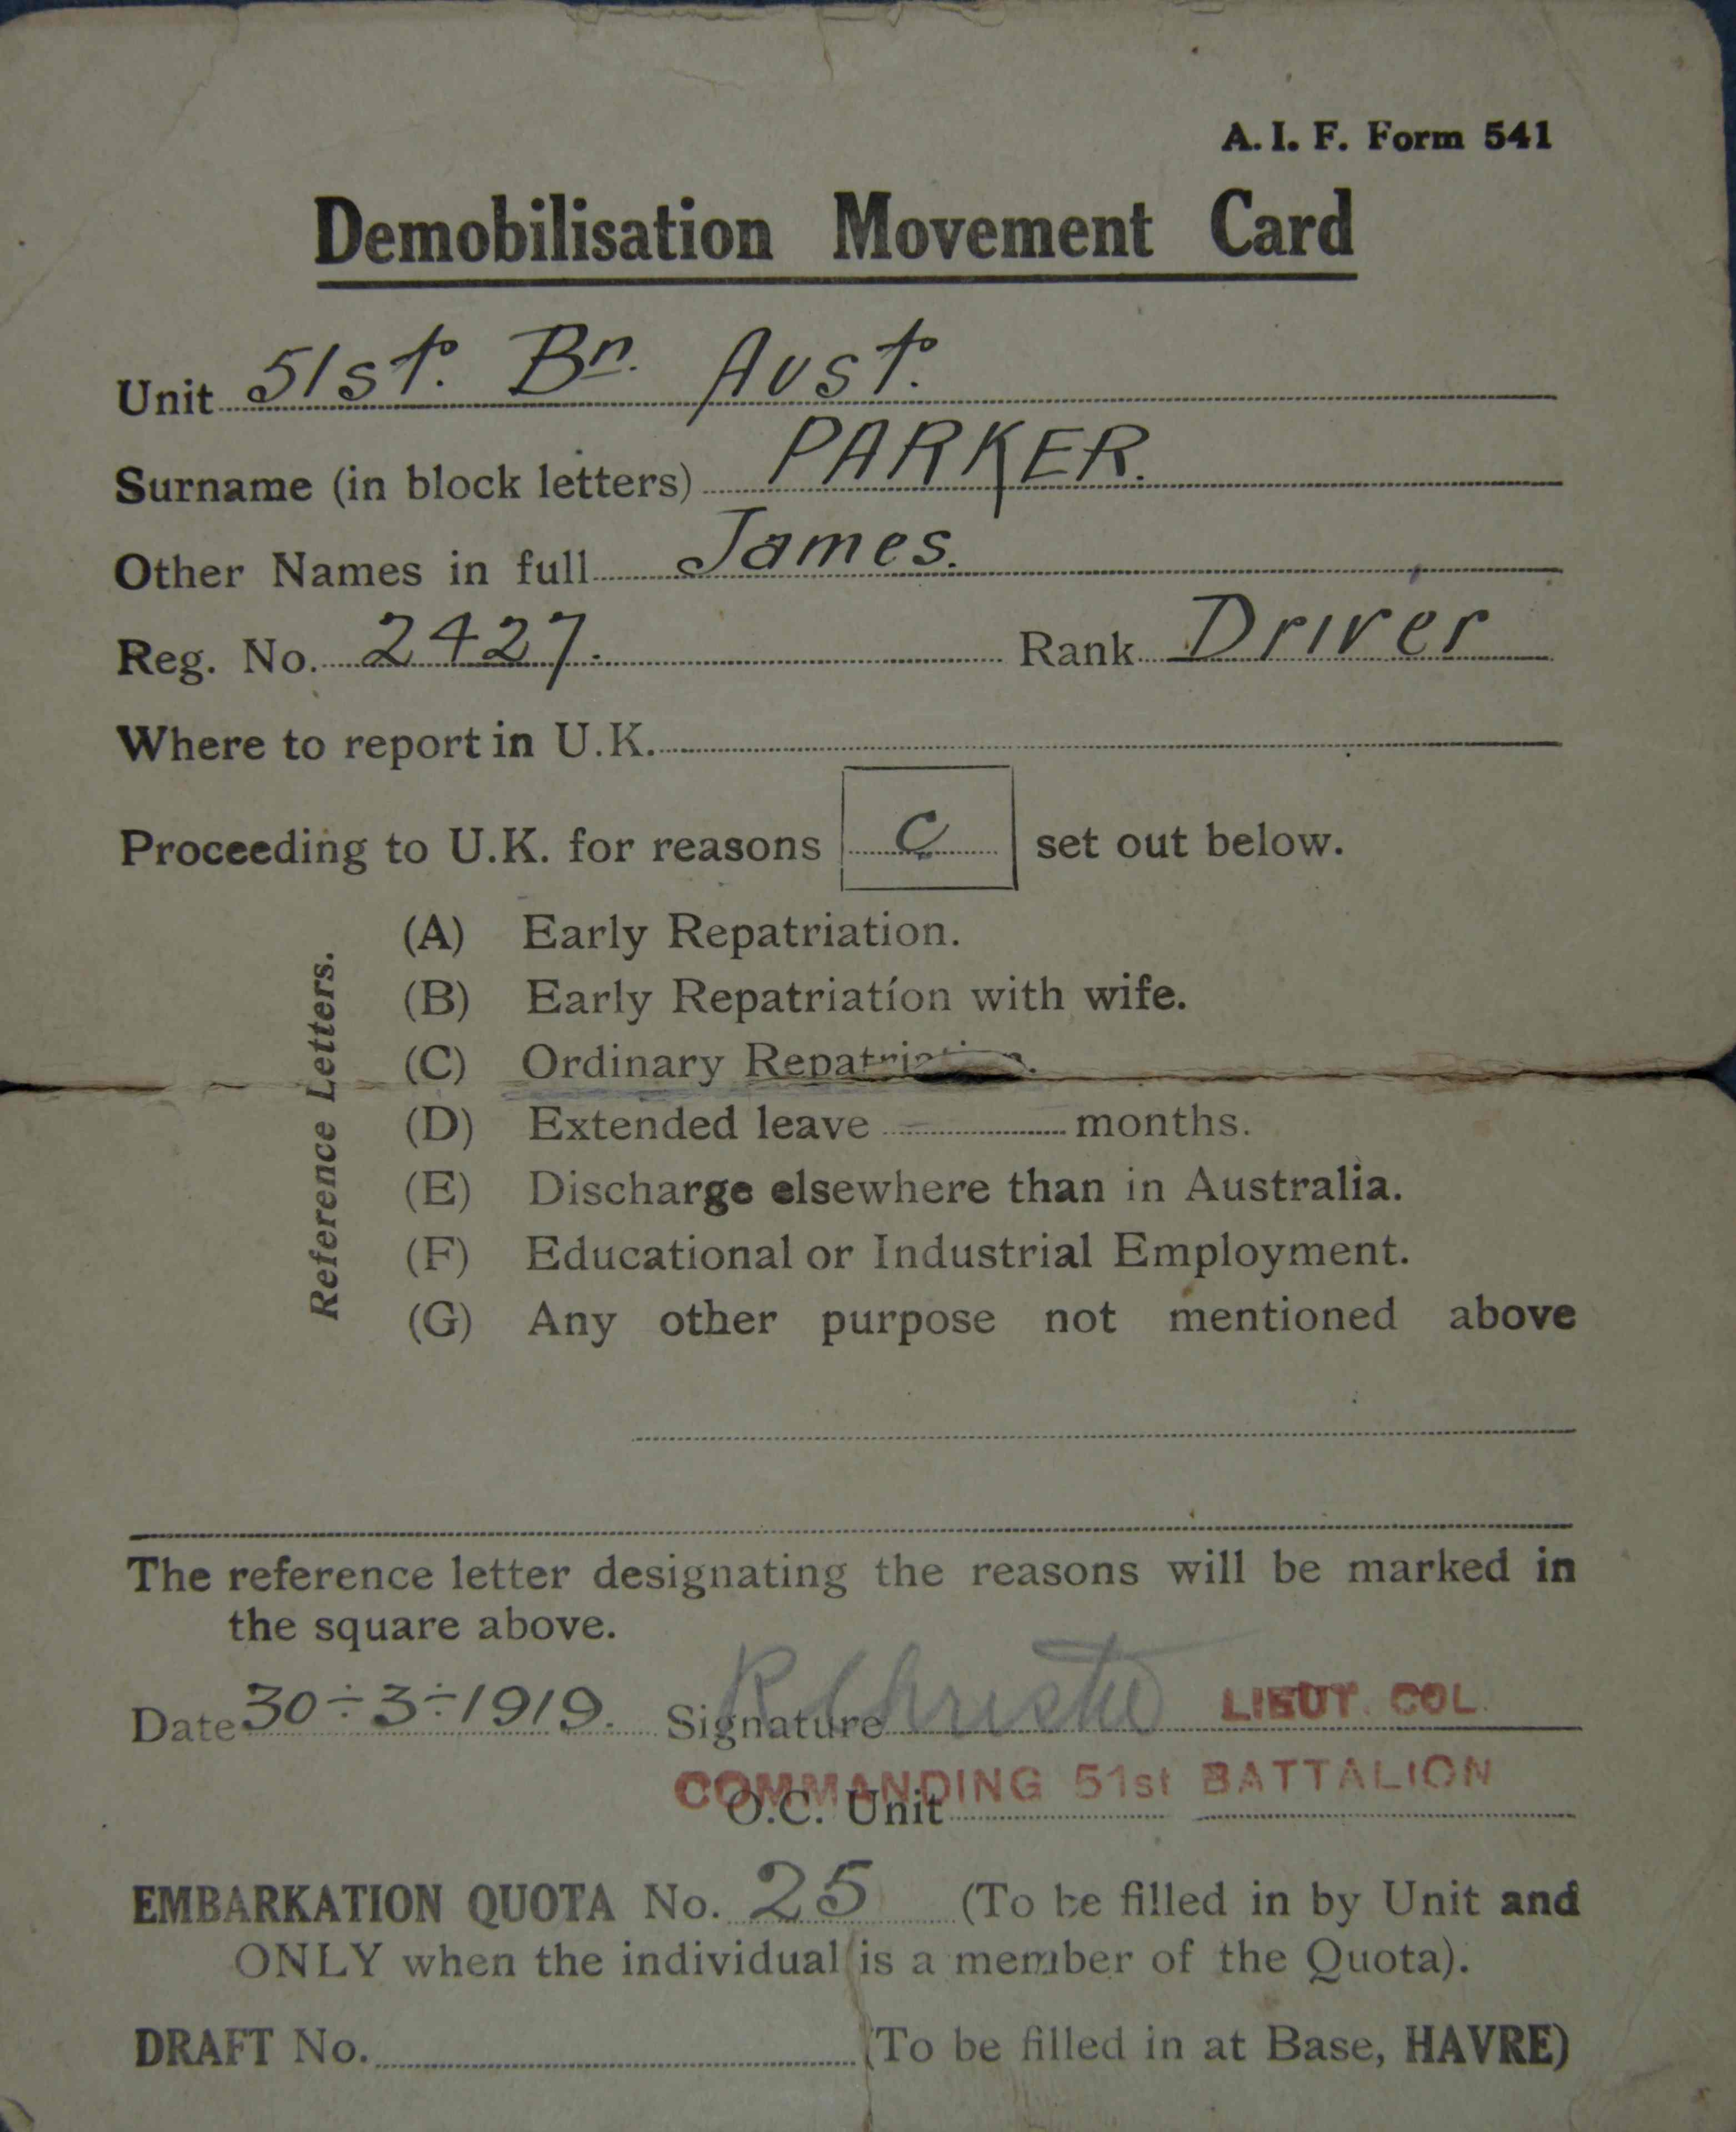 A. I. F. Form 541
Demobilisation Movement Card
Unit 51st. Bn. Aust.
Surname (in block letters) PARKER.
Other Names in full James.
Reg. No. 2427. Rank Driver
Where to report in U.K.
Proceeding to U.K. for reasons C set out below.
Reference Letters.
(A) Early Repatriation.
(B) Early Repatriation with wife.
(C) Ordinary Repatriation.
(D) Extended leave months.
(E) Discharge elsewhere than in Australia.
(F) Educational or Industrial Employment.
(G) Any other purpose not mentioned above
The reference letter designating the reasons will be marked in
the square above.
Date 30÷3÷1919. Signature R Christie LIEUT. COL.
COMMANDING 51st BATTALION
O.C. Unit
EMBARKATION QUOTA No. 25 (To be filled in by Unit and
ONLY when the individual is a member of the Quota).
DRAFT No. (To be filled in at Base, HAVRE)